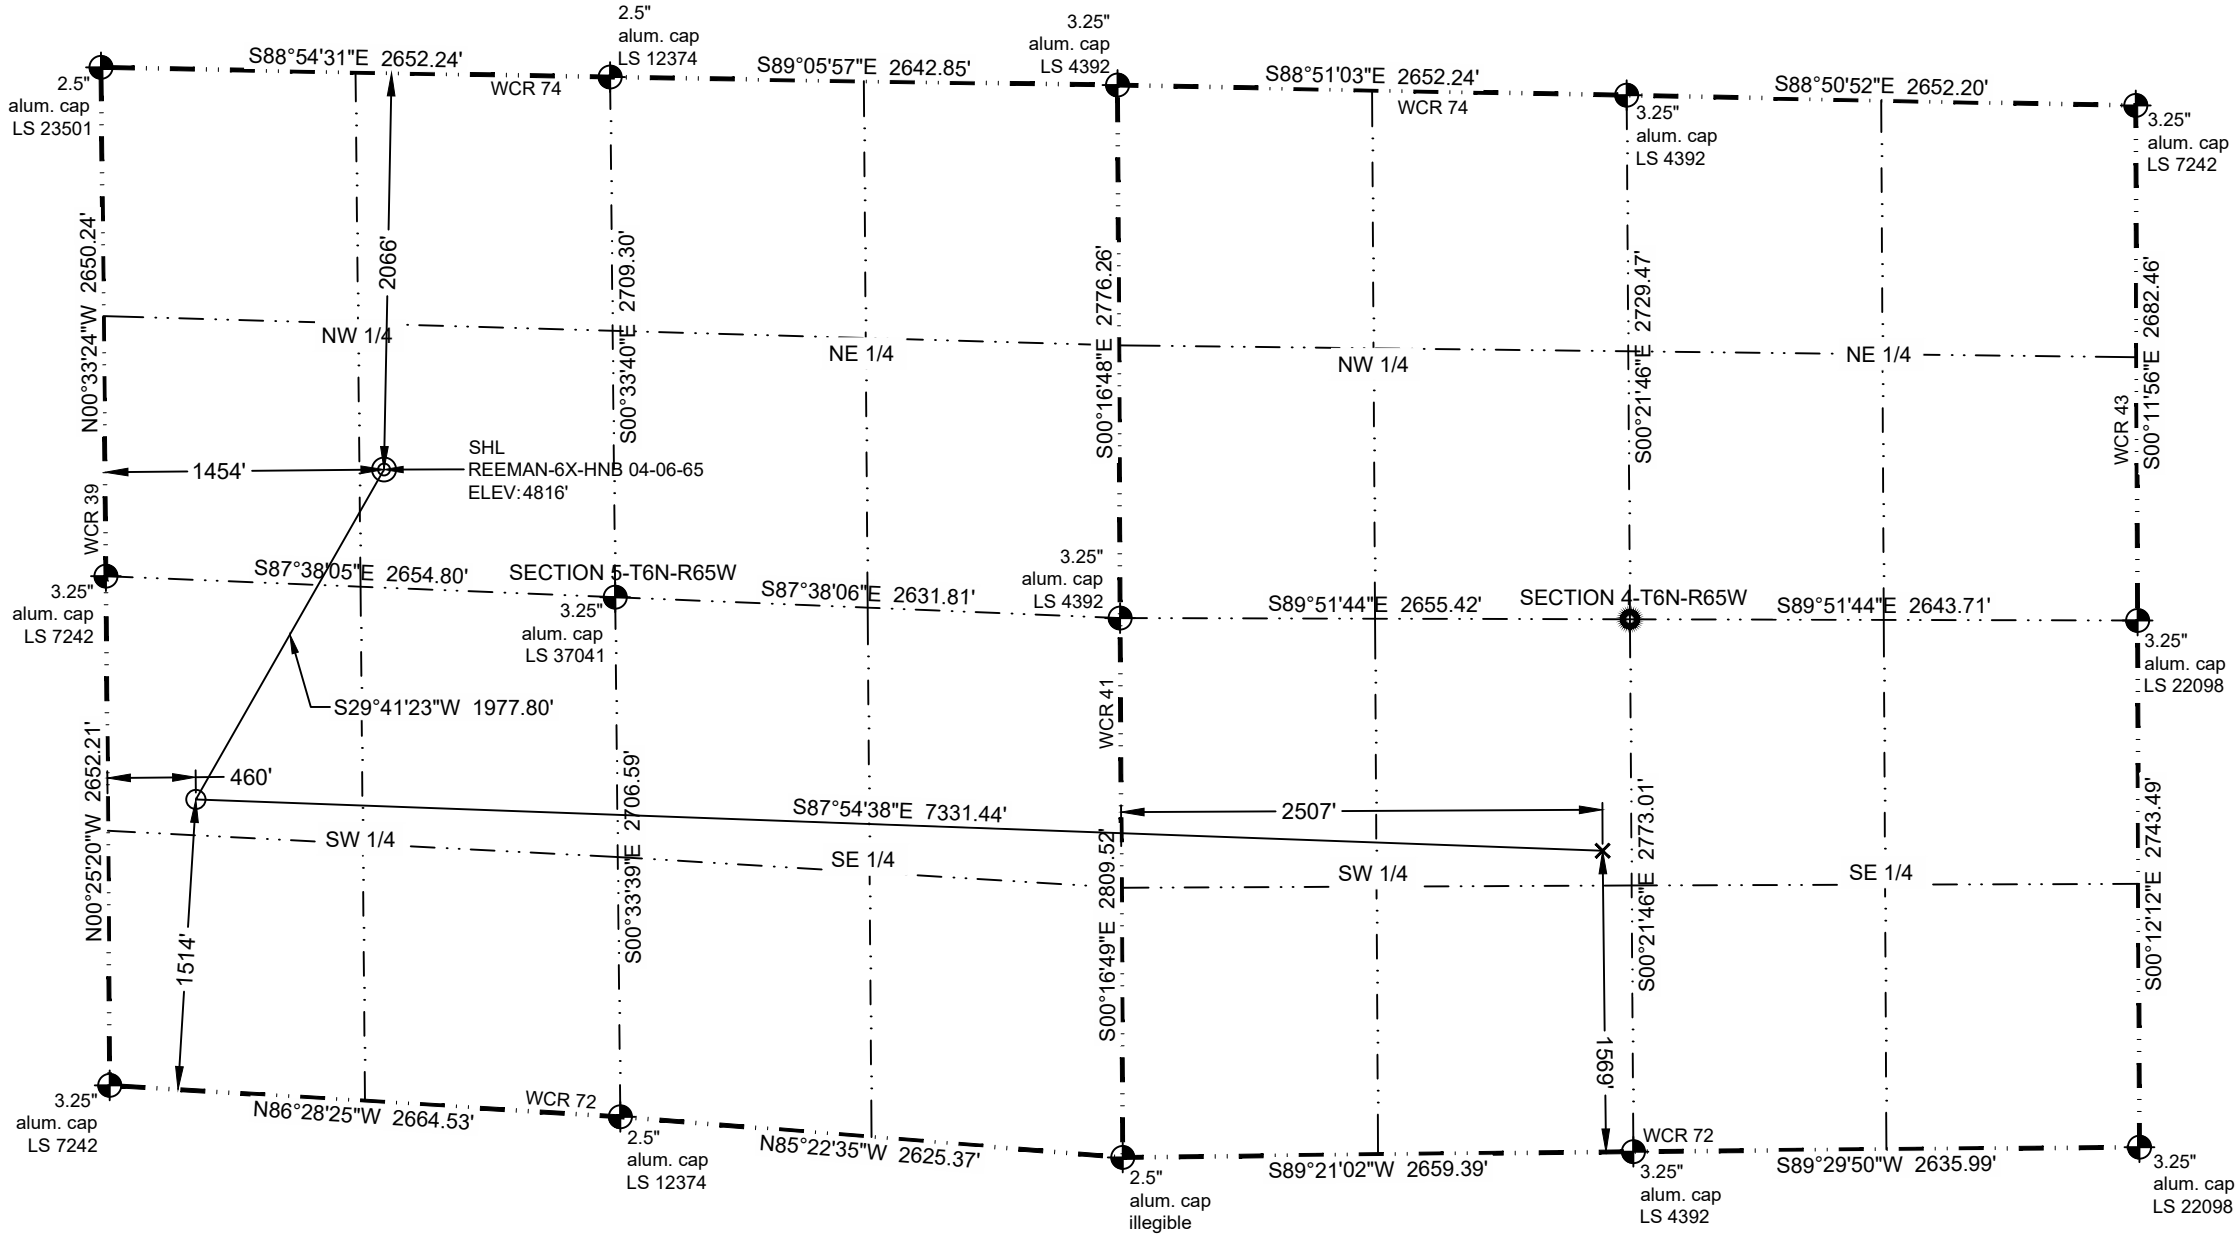 2.5"
alum. cap
LS 23501
S88°54'31"E 2652.24'
WCR 74
2.5"
alum. cap
LS 12374
S89°05'57"E 2642.85'
3.25"
alum. cap
LS 4392
S88°51'03"E 2652.24'
WCR 74
3.25"
alum. cap
LS 4392
S88°50'52"E 2652.20'
3.25"
alum. cap
LS 7242
N00°33'24"W 2650.24'
2066'
S00°33'40"E 2709.30'
S00°16'48"E 2776.26'
S00°21'46"E 2729.47'
S00°11'56"E 2682.46'
WCR 43
NW 1/4
NE 1/4
NW 1/4
NE 1/4
1454'
SHL
REEMAN-6X-HNB 04-06-65
ELEV:4816'
WCR 39
3.25"
alum. cap
LS 7242
S87°38'05"E 2654.80'
SECTION 5-T6N-R65W
3.25"
alum. cap
LS 37041
S87°38'06"E 2631.81'
3.25"
alum. cap
LS 4392
S89°51'44"E 2655.42'
SECTION 4-T6N-R65W
S89°51'44"E 2643.71'
3.25"
alum. cap
LS 22098
S29°41'23"W 1977.80'
WCR 41
N00°25'20"W 2652.21'
460'
S00°33'39"E 2706.59'
S87°54'38"E 7331.44'
S00°16'49"E 2809.52'
2507'
S00°21'46"E 2773.01'
S00°12'12"E 2743.49'
SW 1/4
SE 1/4
SW 1/4
SE 1/4
1514'
1569'
3.25"
alum. cap
LS 7242
N86°28'25"W 2664.53'
WCR 72
2.5"
alum. cap
LS 12374
N85°22'35"W 2625.37'
2.5"
alum. cap
illegible
S89°21'02"W 2659.39'
WCR 72
3.25"
alum. cap
LS 4392
S89°29'50"W 2635.99'
3.25"
alum. cap
LS 22098